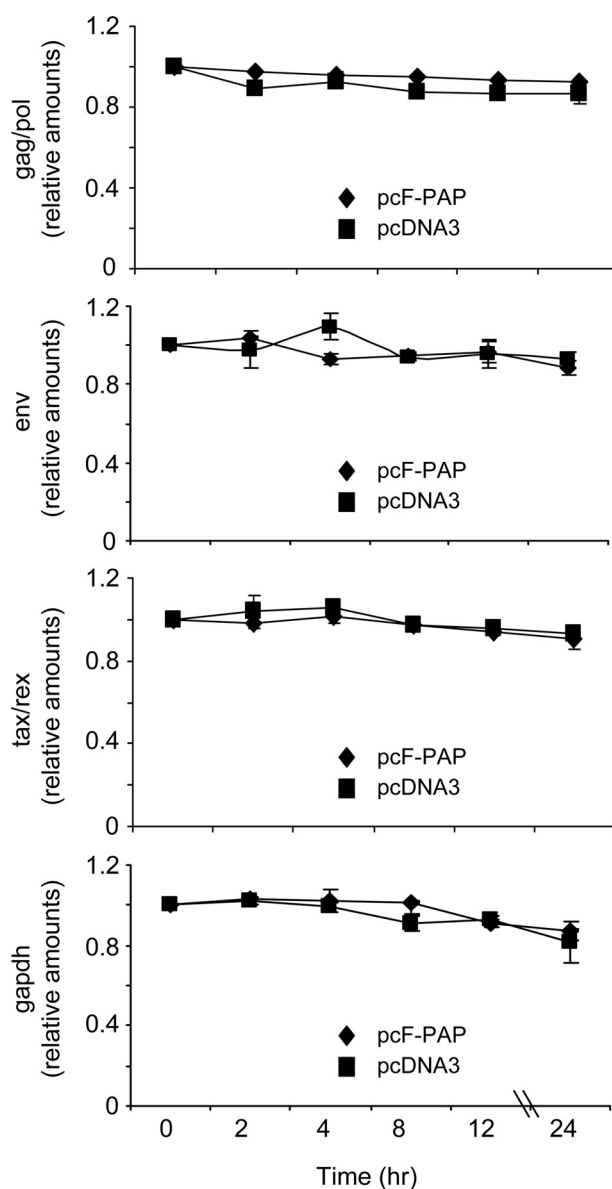 gag/pol
(relative amounts)
1.2
0.8
0.4
0
pcF-PAP
pcDNA3
env
(relative amounts)
1.2
0.8
0.4
0
pcF-PAP
pcDNA3
tax/rex
(relative amounts)
1.2
0.8
0.4
0
pcF-PAP
pcDNA3
gapdh
(relative amounts)
1.2
0.8
0.4
0
pcF-PAP
pcDNA3
0 2 4 8 12 24
Time (hr)